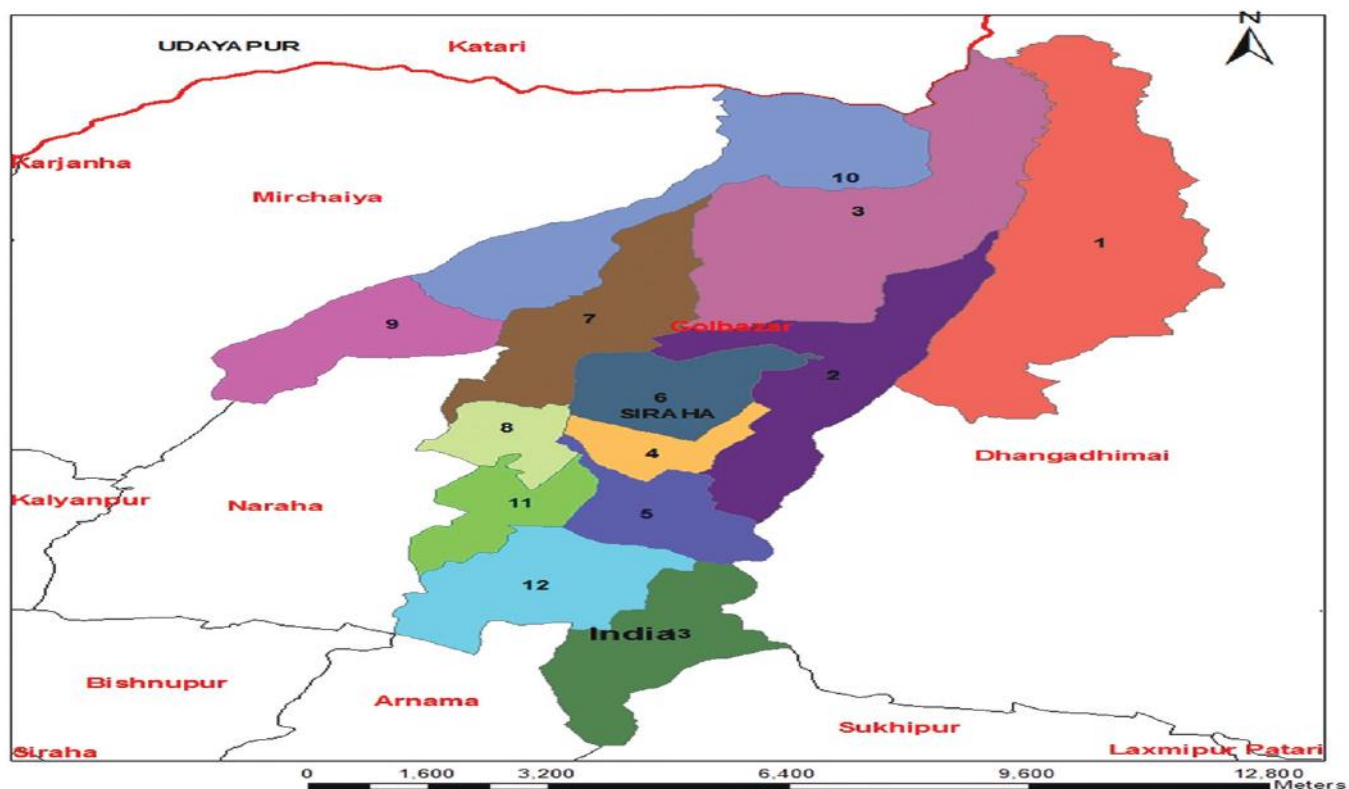 N
UDAYAPUR
Katari
Karjanha
Mirchaiya
10
3
1
9
7
Golbazar
2
6
SIRAHA
8
4
Dhangadhimai
Kalyanpur
Naraha
11
5
12
India13
Bishnupur
Arnama
Sukhipur
Siraha
Laxmipur Patari
0 1,600 3,200 6,400 9,600 12,800
Meters